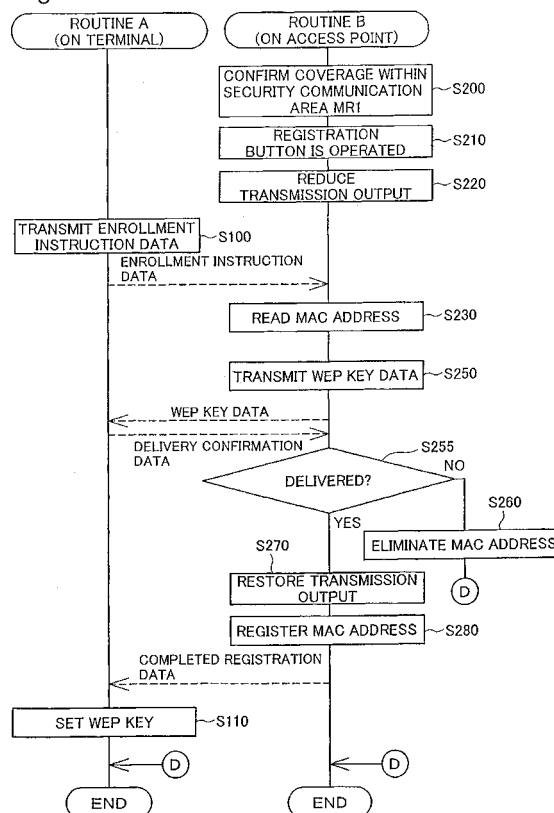 ROUTINE A
(ON TERMINAL)
ROUTINE B
(ON ACCESS POINT)
CONFIRM COVERAGE WITHIN
SECURITY COMMUNICATION
AREA MR1
S200
REGISTRATION
BUTTON IS OPERATED
S210
REDUCE
TRANSMISSION OUTPUT
S220
TRANSMIT ENROLLMENT
INSTRUCTION DATA
S100
ENROLLMENT INSTRUCTION
DATA
READ MAC ADDRESS
S230
TRANSMIT WEP KEY DATA
S250
WEP KEY DATA
DELIVERY CONFIRMATION
DATA
S255
DELIVERED?
NO
YES
S260
ELIMINATE MAC ADDRESS
D
S270
RESTORE TRANSMISSION
OUTPUT
REGISTER MAC ADDRESS
S280
COMPLETED REGISTRATION
DATA
SET WEP KEY
S110
D
D
END
END